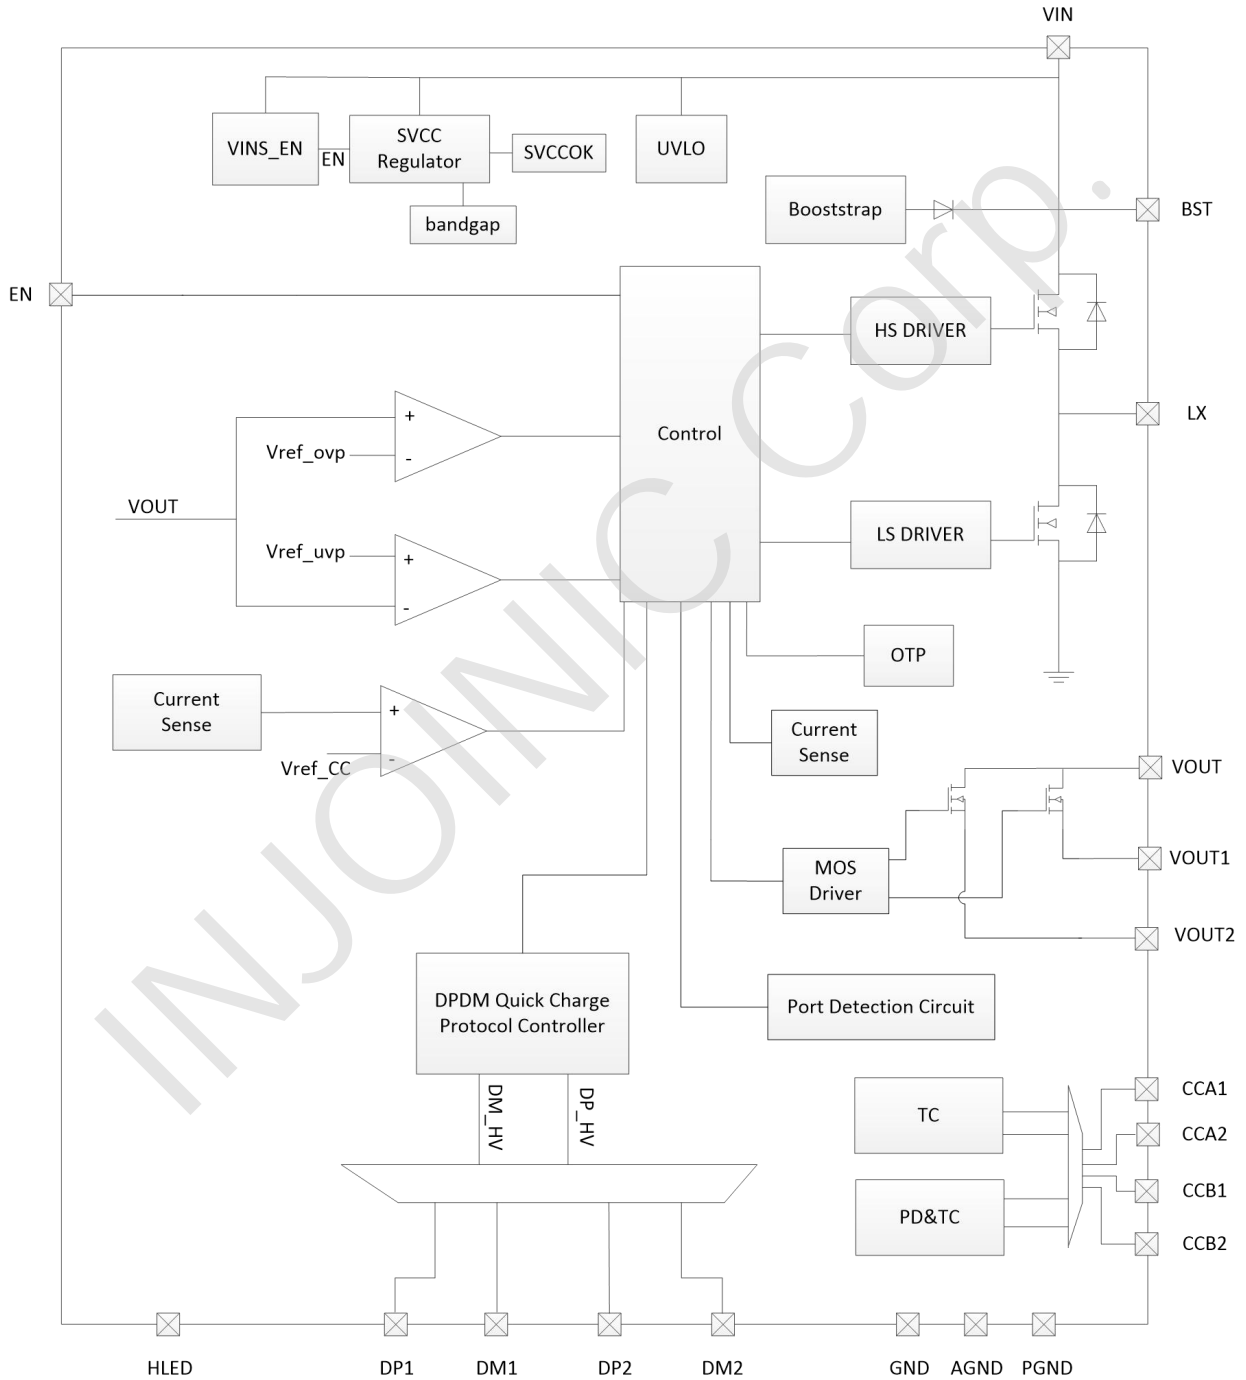 VIN
VINS_EN
EN
SVCC
Regulator
SVCCOK
UVLO
bandgap
Booststrap
BST
EN
HS DRIVER
LX
+
Vref_ovp
-
Control
VOUT
Vref_uvp
+
-
LS DRIVER
OTP
Current
Sense
+
Vref_CC
-
Current
Sense
VOUT
MOS
Driver
VOUT1
VOUT2
DPDM Quick Charge
Protocol Controller
Port Detection Circuit
DM_HV
DP_HV
TC
PD&TC
CCA1
CCA2
CCB1
CCB2
HLED
DP1
DM1
DP2
DM2
GND
AGND
PGND
INJOINIC Corp.